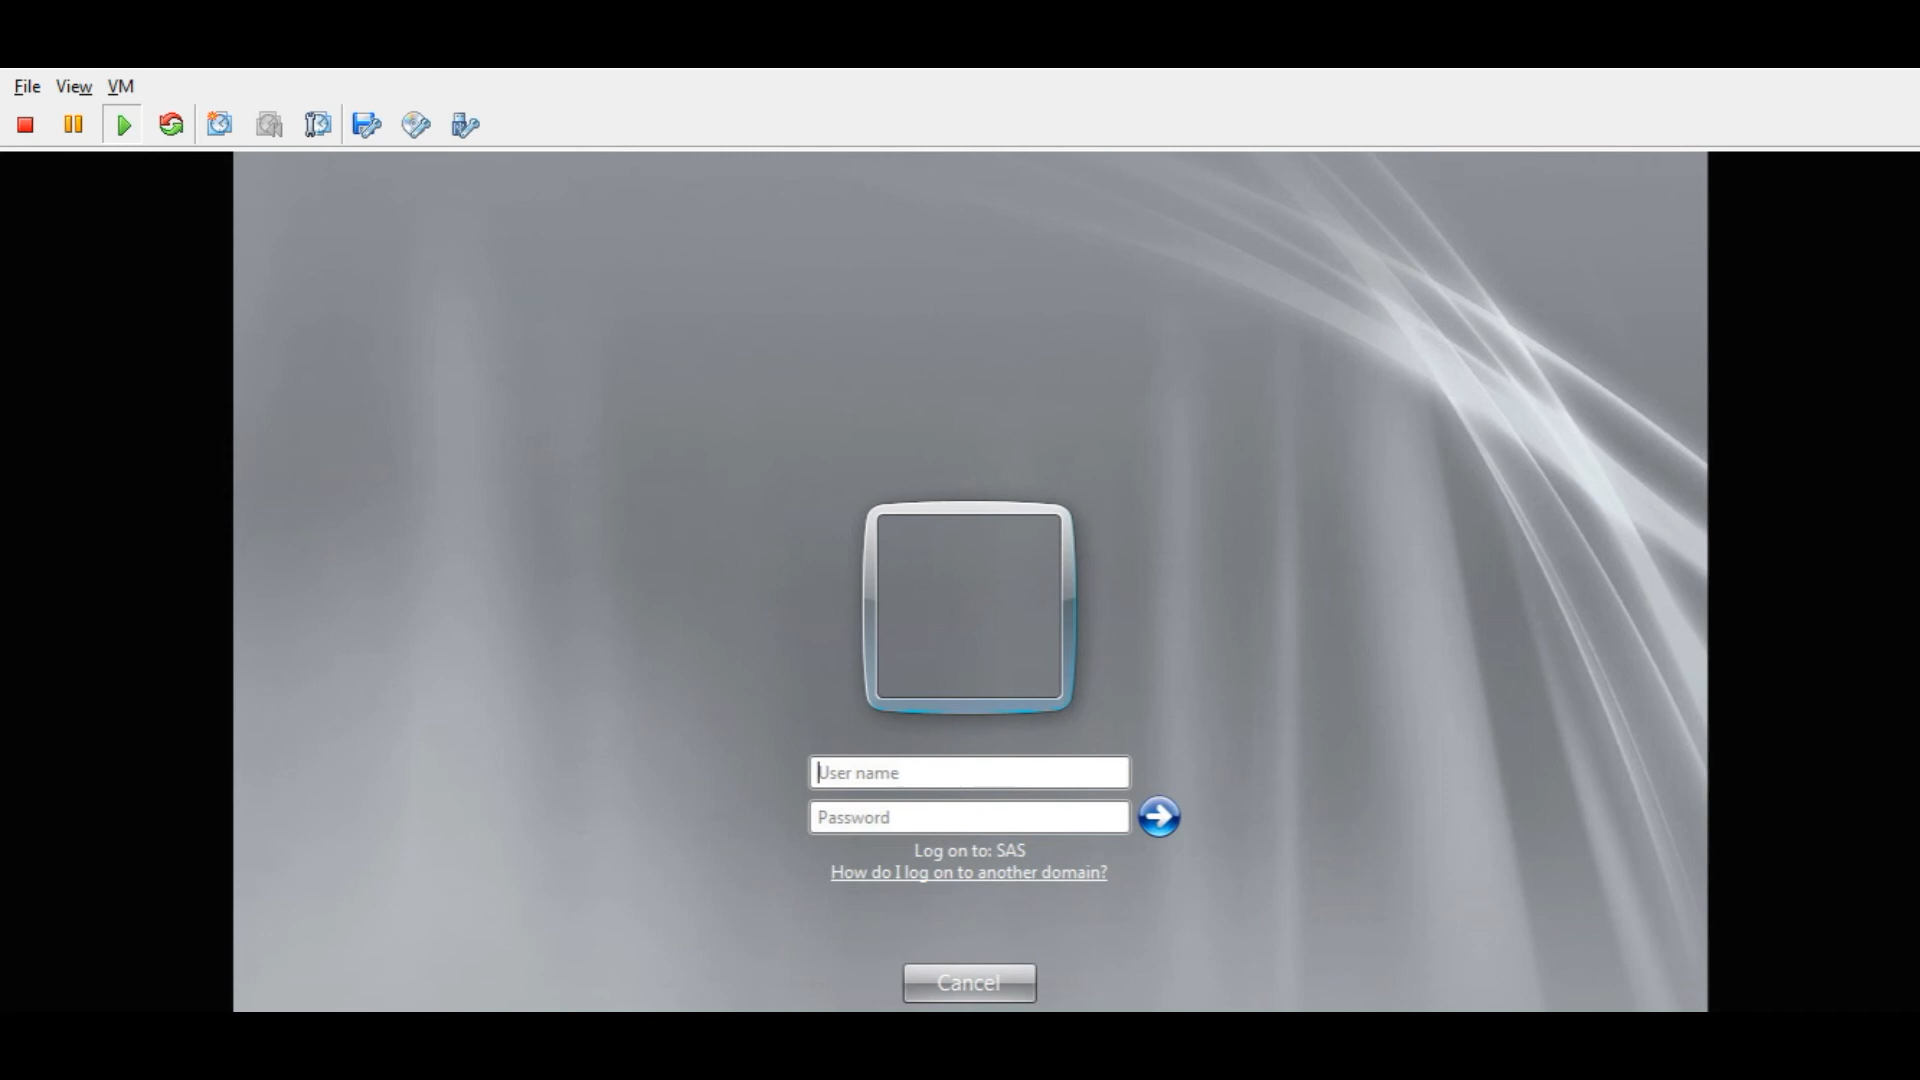 File View VM
User name
Password
Log on to: SAS
How do I log on to another domain?
Cancel